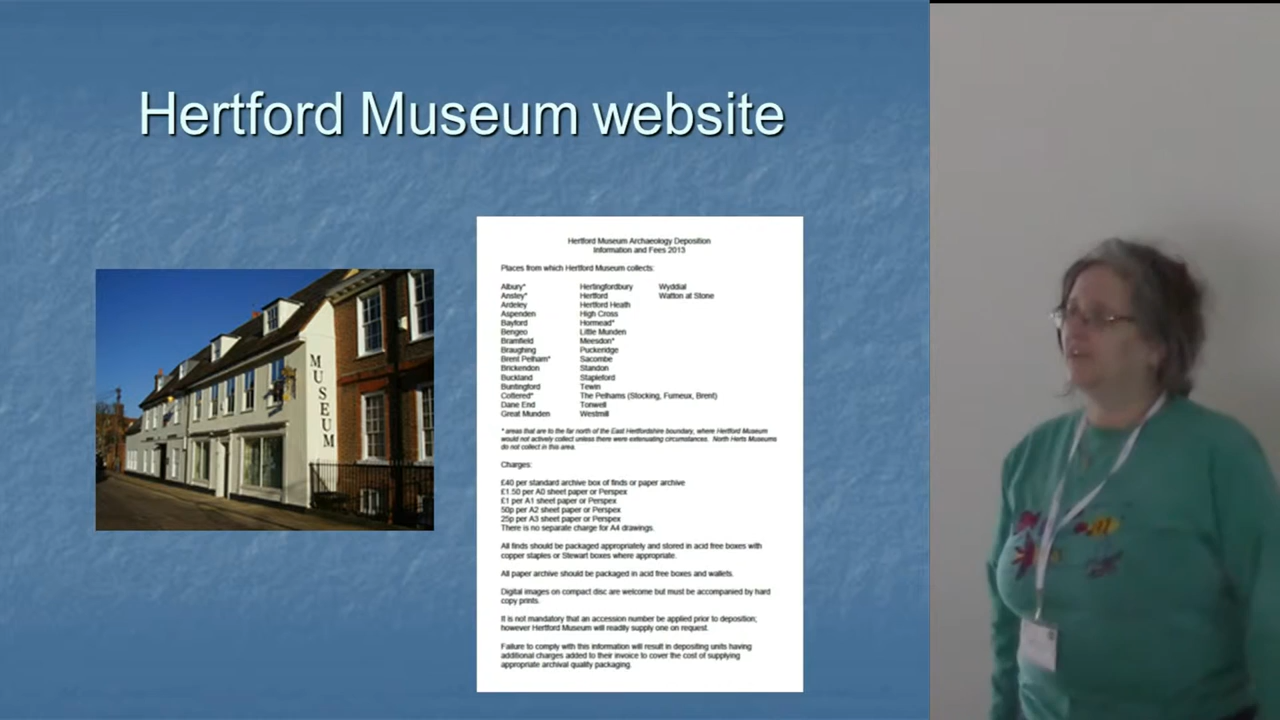 Hertford Museum website
MUSEUM
Hertford Museum Archaeology Deposition
Information and Fees 2013
Places from which Hertford Museum collects:
Albury* Hertingfordbury Wyddial
Anstey* Hertford Watton at Stone
Ardeley Hertford Heath
Aspenden High Cross
Bayford Hormead*
Bengeo Little Munden
Bramfield Meesdon*
Braughing Puckeridge
Brent Pelham* Sacombe
Brickendon Standon
Buckland Stapleford
Buntingford Tewin
Cottered* The Pelhams (Stocking, Furneux, Brent)
Dane End Tonwell
Great Munden Westmill
* areas that are to the far north of the East Hertfordshire boundary, where Hertford Museum
would not actively collect unless there were extenuating circumstances. North Herts Museums
do not collect in this area.
Charges:
£40 per standard archive box of finds or paper archive
£1.50 per A0 sheet paper or Perspex
£1 per A1 sheet paper or Perspex
50p per A2 sheet paper or Perspex
25p per A3 sheet paper or Perspex
There is no separate charge for A4 drawings.
All finds should be packaged appropriately and stored in acid free boxes with
copper staples or Stewart boxes where appropriate.
All paper archive should be packaged in acid free boxes and wallets.
Digital images on compact disc are welcome but must be accompanied by hard
copy prints.
It is not mandatory that an accession number be applied prior to deposition;
however Hertford Museum will readily supply one on request.
Failure to comply with this information will result in depositing units having
additional charges added to their invoice to cover the cost of supplying
appropriate archival quality packaging.